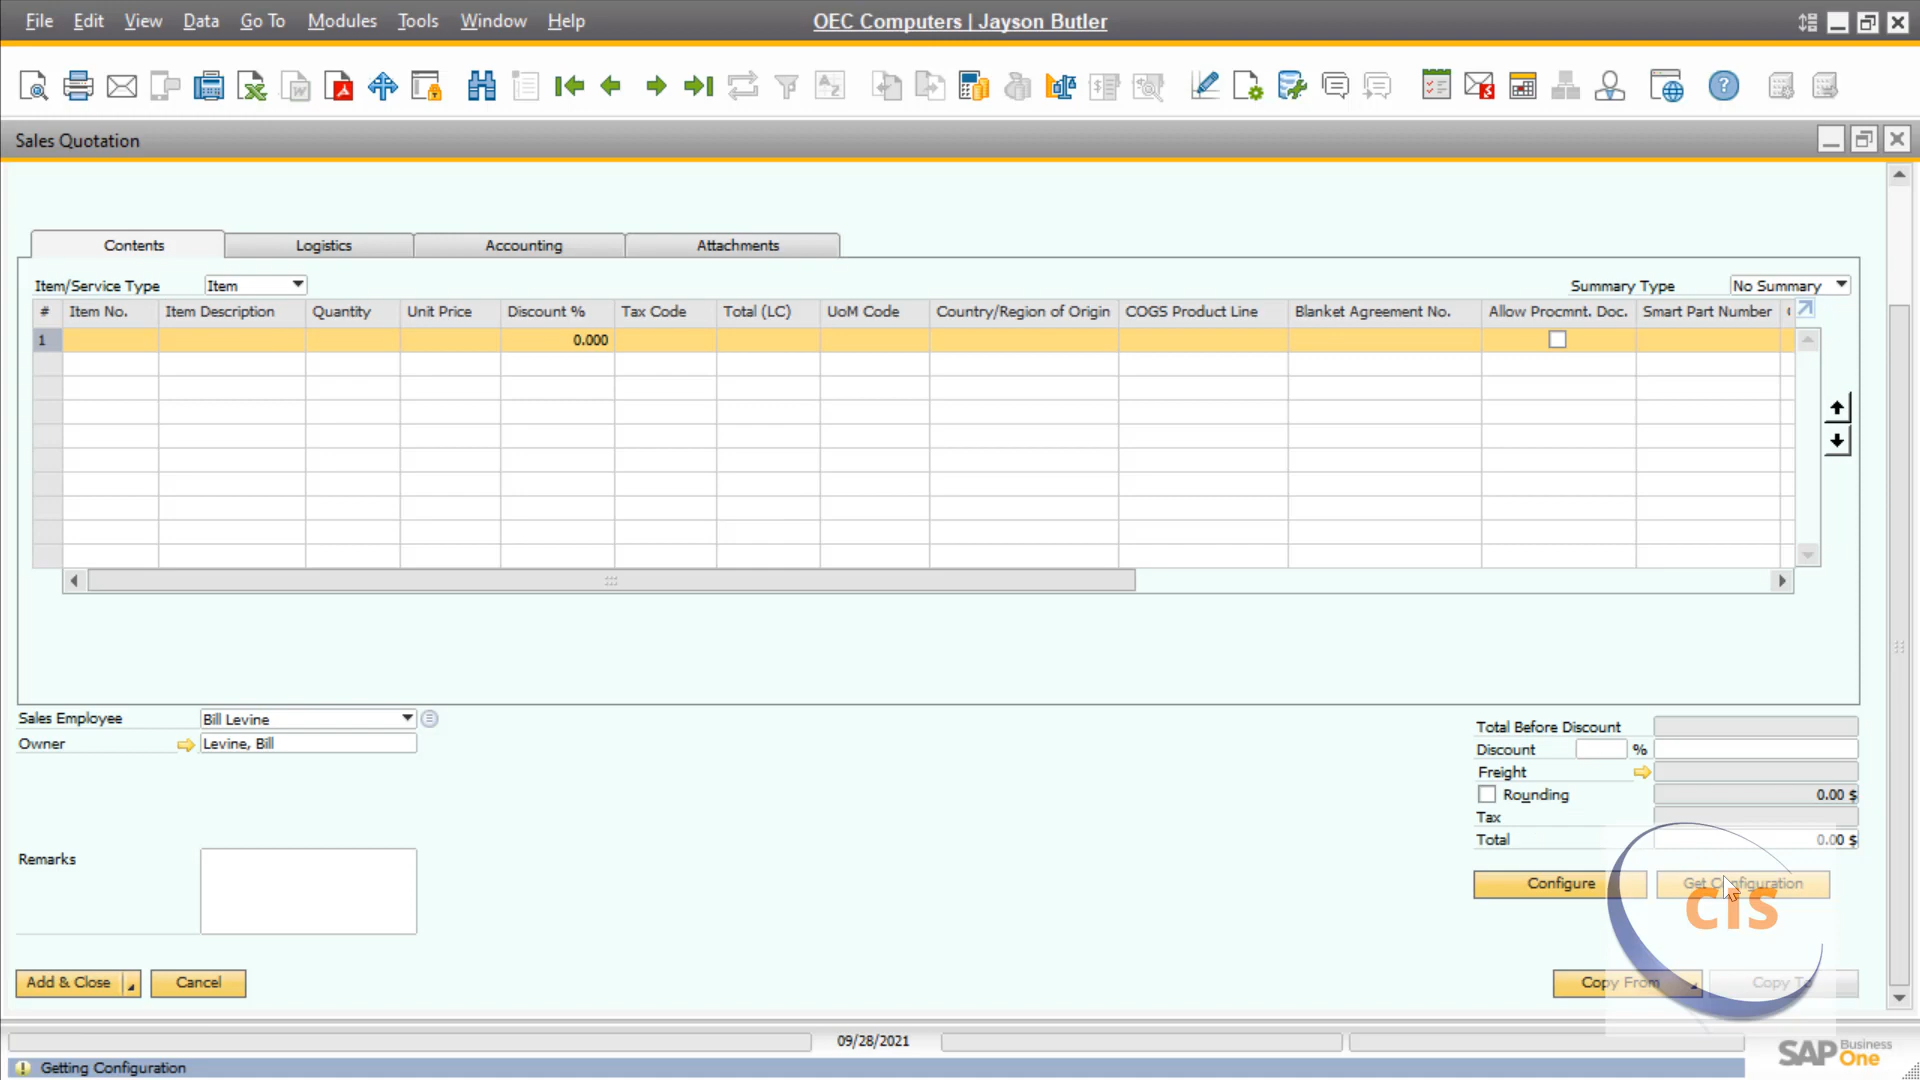 File Edit View Data Go To Modules Tools Window Help OEC Computers | Jayson Butler
Sales Quotation
Contents Logistics Accounting Attachments
Item/Service Type Item Summary Type No Summary
# Item No. Item Description Quantity Unit Price Discount % Tax Code Total (LC) UoM Code Country/Region of Origin COGS Product Line Blanket Agreement No. Allow Procmnt. Doc. Smart Part Number
1 0.000
Sales Employee Bill Levine
Owner Levine, Bill
Total Before Discount
Discount %
Freight
Rounding 0.00 $
Tax
Total 0.00 $
Remarks
Configure Get Configuration
cis
Add & Close Cancel Copy From Copy To
09/28/2021
SAP Business One
Getting Configuration